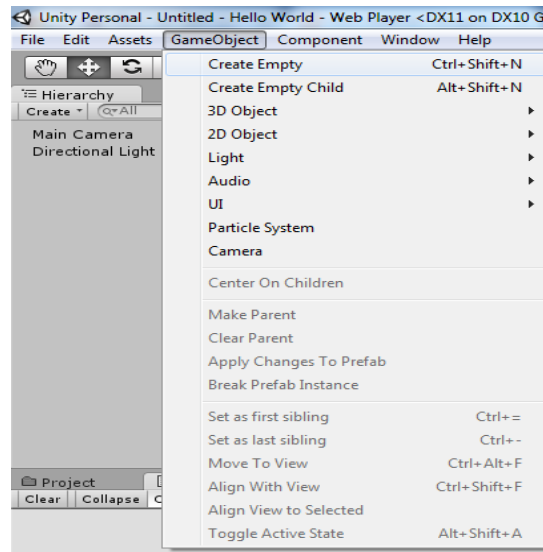 Unity Personal - Untitled - Hello World - Web Player <DX11 on DX10 G
File Edit Assets GameObject Component Window Help
Hierarchy
Create All
Main Camera
Directional Light
Create Empty Ctrl+Shift+N
Create Empty Child Alt+Shift+N
3D Object
2D Object
Light
Audio
UI
Particle System
Camera
Center On Children
Make Parent
Clear Parent
Apply Changes To Prefab
Break Prefab Instance
Set as first sibling Ctrl+=
Set as last sibling Ctrl+-
Move To View Ctrl+Alt+F
Align With View Ctrl+Shift+F
Align View to Selected
Toggle Active State Alt+Shift+A
Project
Clear Collapse C